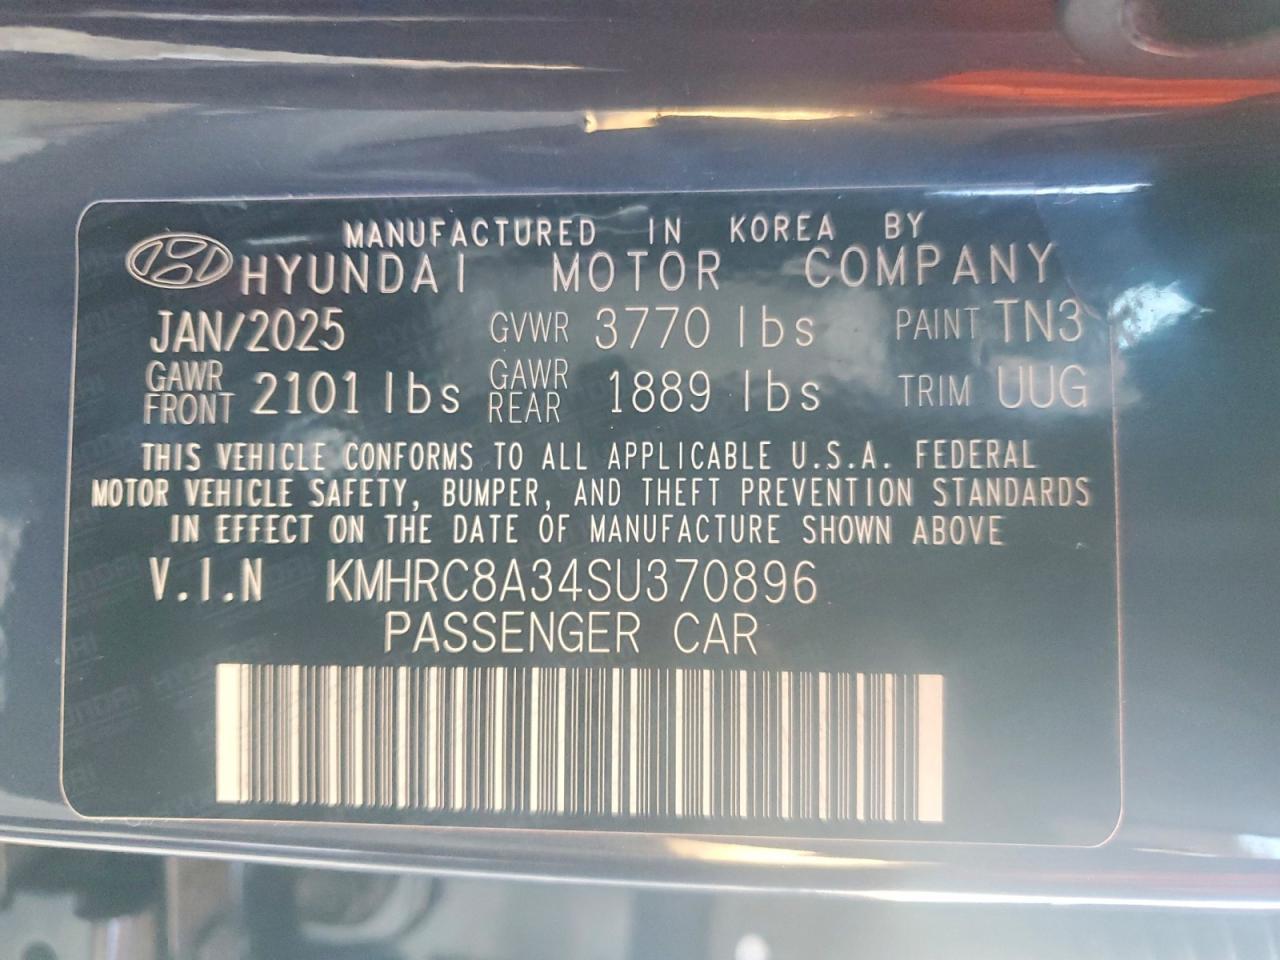 MANUFACTURED IN KOREA BY
HYUNDAI MOTOR COMPANY
JAN/2025 GVWR 3770 lbs PAINT TN3
GAWR FRONT 2101 lbs GAWR REAR 1889 lbs TRIM UUG
THIS VEHICLE CONFORMS TO ALL APPLICABLE U.S.A. FEDERAL
MOTOR VEHICLE SAFETY, BUMPER, AND THEFT PREVENTION STANDARDS
IN EFFECT ON THE DATE OF MANUFACTURE SHOWN ABOVE
V.I.N KMHRC8A34SU370896
PASSENGER CAR